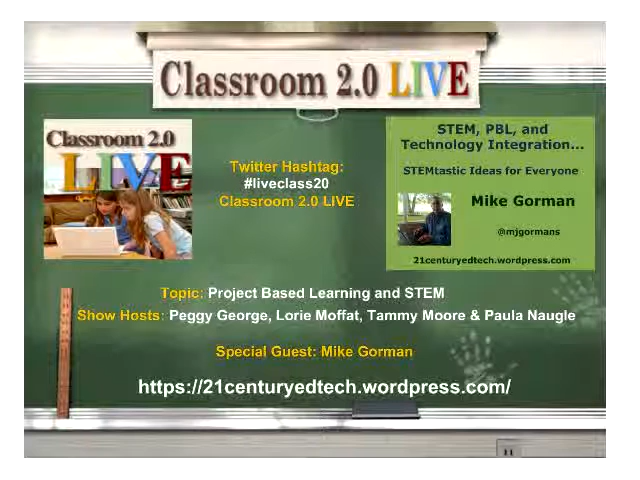 Classroom 2.0 LIVE
Classroom 2.0
LIVE
Twitter Hashtag:
#liveclass20
Classroom 2.0 LIVE
STEM, PBL, and
Technology Integration...
STEMtastic Ideas for Everyone
Mike Gorman
@mjgormans
21centuryedtech.wordpress.com
Topic: Project Based Learning and STEM
Show Hosts: Peggy George, Lorie Moffat, Tammy Moore & Paula Naugle
Special Guest: Mike Gorman
https://21centuryedtech.wordpress.com/